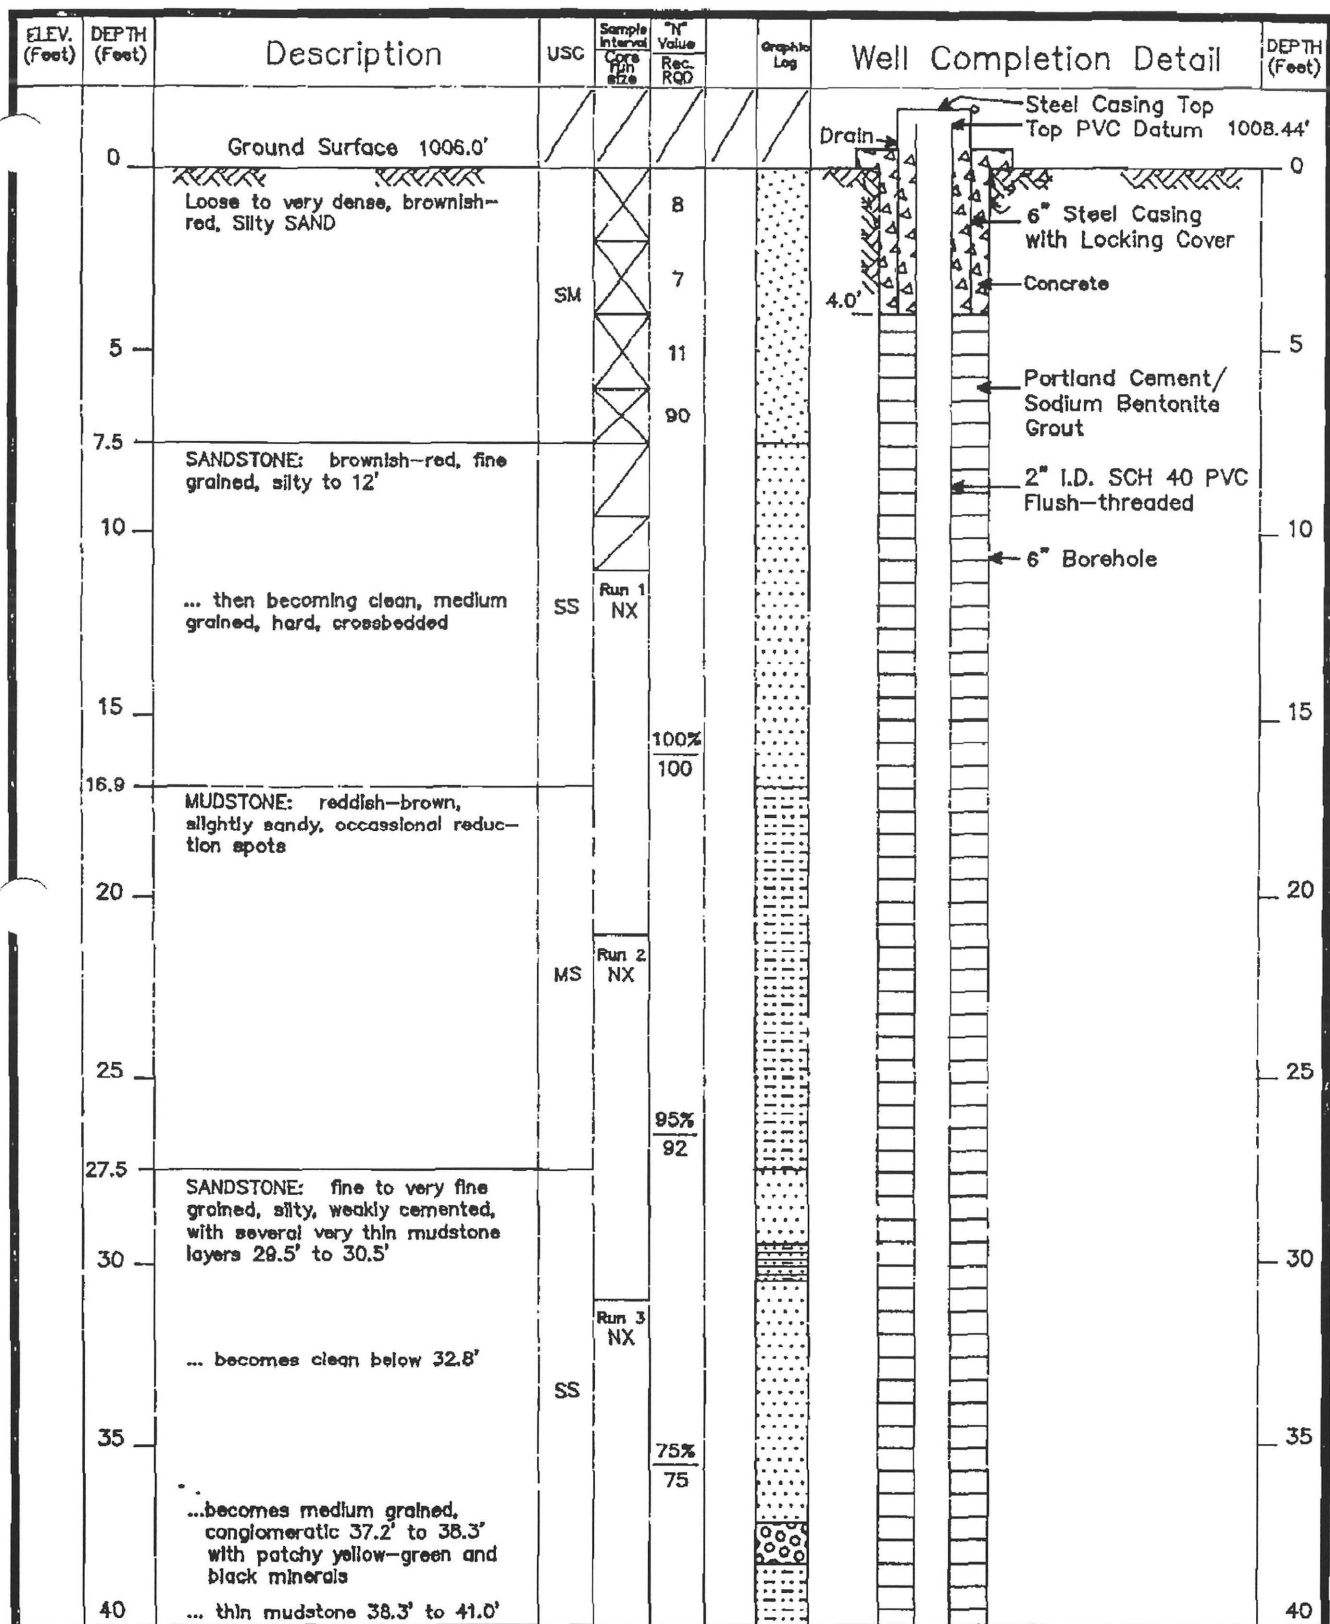 ELEV.
(Feet)
DEPTH
(Feet)
Description
USC
Sample
Interval
Core
run
size
"N"
Value
Rec.
RQD
Graphic
Log
Well Completion Detail
DEPTH
(Feet)
Steel Casing Top
Drain
Top PVC Datum 1008.44'
Ground Surface 1006.0'
0
0
Loose to very dense, brownish-
red, Silty SAND
8
6" Steel Casing
with Locking Cover
7
SM
Concrete
4.0'
5
11
5
Portland Cement/
Sodium Bentonite
Grout
90
7.5
SANDSTONE: brownish-red, fine
grained, silty to 12'
2" I.D. SCH 40 PVC
Flush-threaded
10
10
6" Borehole
... then becoming clean, medium
grained, hard, crossbedded
SS
Run 1
NX
15
15
100%
100
16.9
MUDSTONE: reddish-brown,
slightly sandy, occassional reduc-
tion spots
20
20
MS
Run 2
NX
25
25
95%
92
27.5
SANDSTONE: fine to very fine
grained, silty, weakly cemented,
with several very thin mudstone
layers 29.5' to 30.5'
30
30
Run 3
NX
... becomes clean below 32.8'
SS
35
35
75%
75
...becomes medium grained,
conglomeratic 37.2' to 38.3'
with patchy yellow-green and
black minerals
40
... thin mudstone 38.3' to 41.0'
40